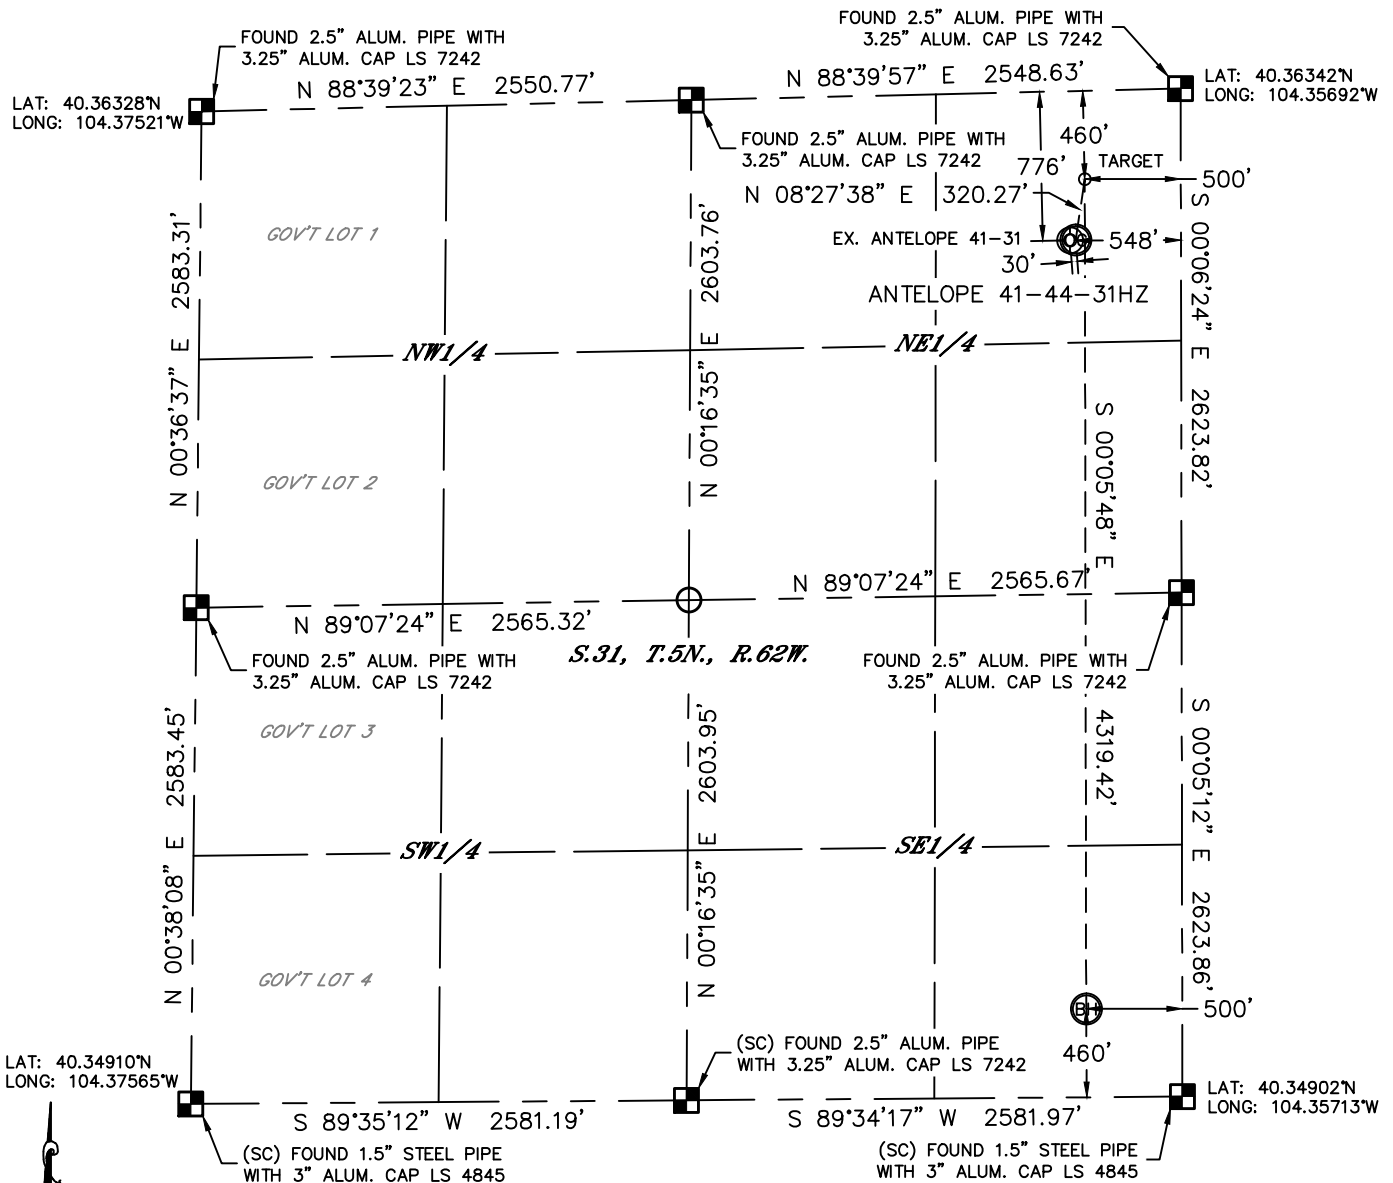 FOUND 2.5" ALUM. PIPE WITH
3.25" ALUM. CAP LS 7242
FOUND 2.5" ALUM. PIPE WITH
3.25" ALUM. CAP LS 7242
LAT: 40.36328°N
LONG: 104.37521°W
N 88°39'23" E 2550.77'
N 88°39'57" E 2548.63'
LAT: 40.36342°N
LONG: 104.35692°W
FOUND 2.5" ALUM. PIPE WITH
3.25" ALUM. CAP LS 7242
460'
776'
TARGET
500'
N 08°27'38" E 320.27'
GOV'T LOT 1
EX. ANTELOPE 41-31
548'
30'
ANTELOPE 41-44-31HZ
N 00°36'37" E 2583.31'
N 00°16'35" E 2603.76'
S 00°06'24" E 2623.82'
NW1/4
NE1/4
GOV'T LOT 2
S 00°05'48" E 4319.42'
N 89°07'24" E 2565.32'
N 89°07'24" E 2565.67'
S.31, T.5N., R.62W.
FOUND 2.5" ALUM. PIPE WITH
3.25" ALUM. CAP LS 7242
FOUND 2.5" ALUM. PIPE WITH
3.25" ALUM. CAP LS 7242
GOV'T LOT 3
N 00°38'08" E 2583.45'
N 00°16'35" E 2603.95'
S 00°05'12" E 2623.86'
SW1/4
SE1/4
GOV'T LOT 4
BH
500'
460'
(SC) FOUND 2.5" ALUM. PIPE
WITH 3.25" ALUM. CAP LS 7242
LAT: 40.34910°N
LONG: 104.37565°W
LAT: 40.34902°N
LONG: 104.35713°W
S 89°35'12" W 2581.19'
S 89°34'17" W 2581.97'
(SC) FOUND 1.5" STEEL PIPE
WITH 3" ALUM. CAP LS 4845
(SC) FOUND 1.5" STEEL PIPE
WITH 3" ALUM. CAP LS 4845